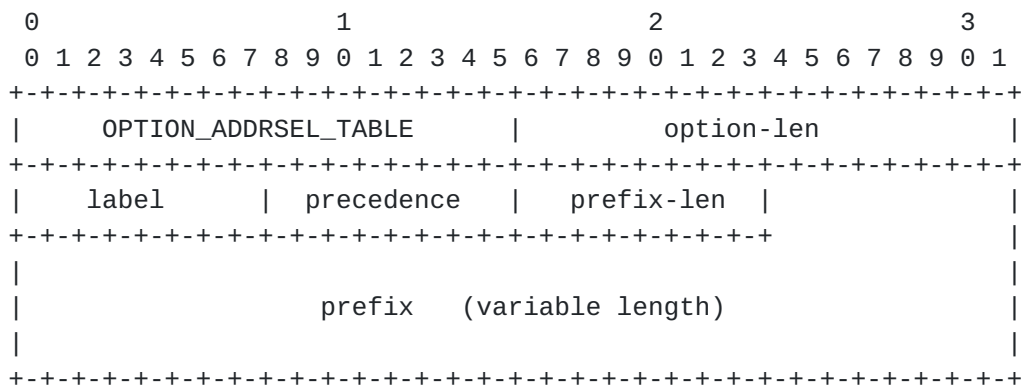 0                   1                   2                   3
 0 1 2 3 4 5 6 7 8 9 0 1 2 3 4 5 6 7 8 9 0 1 2 3 4 5 6 7 8 9 0 1
+-+-+-+-+-+-+-+-+-+-+-+-+-+-+-+-+-+-+-+-+-+-+-+-+-+-+-+-+-+-+-+-+
|     OPTION_ADDRSEL_TABLE      |         option-len            |
+-+-+-+-+-+-+-+-+-+-+-+-+-+-+-+-+-+-+-+-+-+-+-+-+-+-+-+-+-+-+-+-+
|    label      |  precedence   |   prefix-len  |               |
+-+-+-+-+-+-+-+-+-+-+-+-+-+-+-+-+-+-+-+-+-+-+-+-+               |
|                                                               |
|                   prefix   (variable length)                  |
|                                                               |
+-+-+-+-+-+-+-+-+-+-+-+-+-+-+-+-+-+-+-+-+-+-+-+-+-+-+-+-+-+-+-+-+